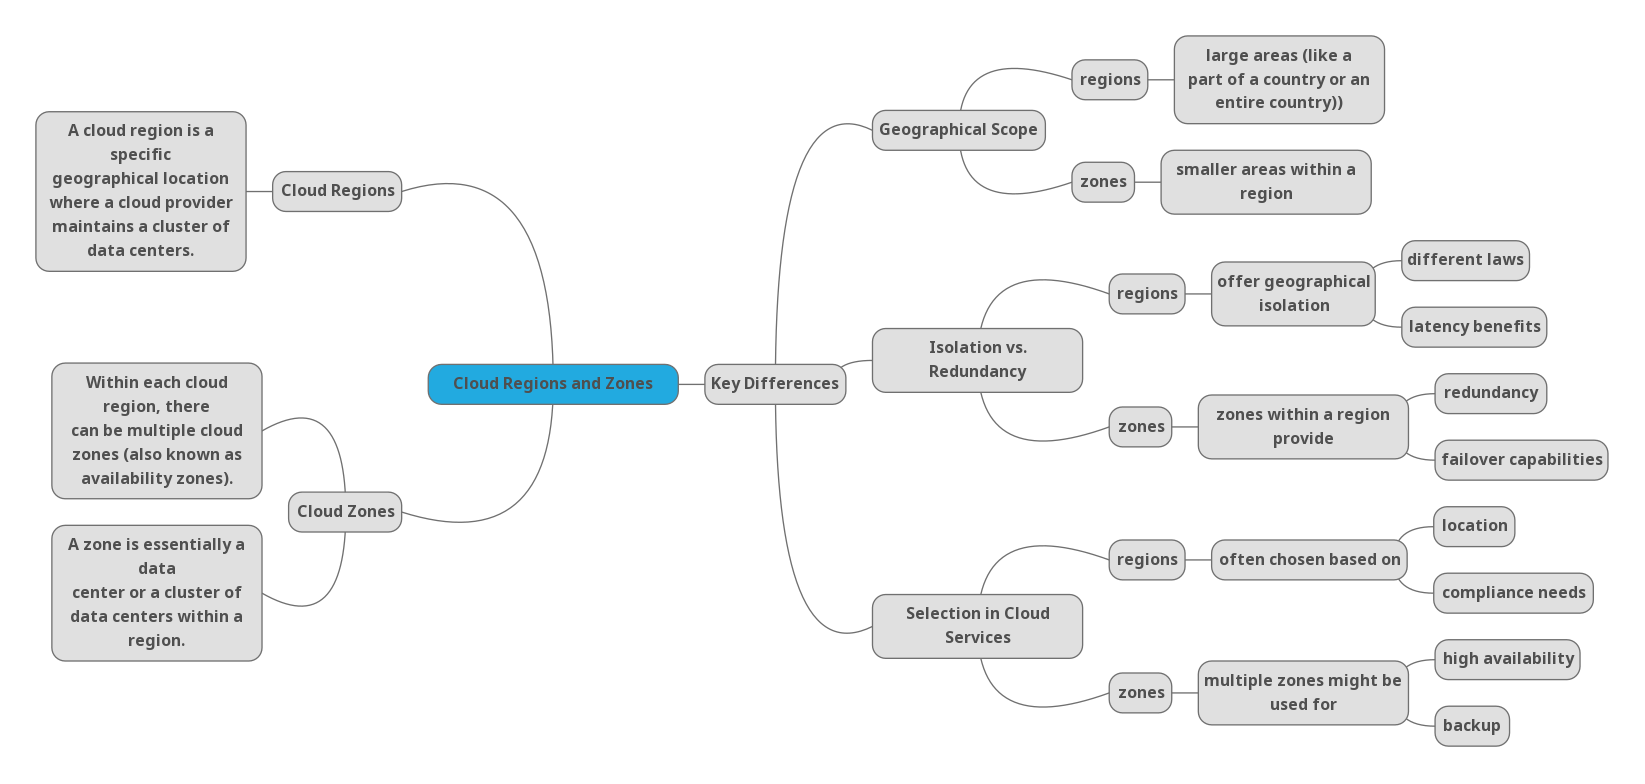 Cloud Regions and Zones
Cloud Regions
A cloud region is a
specific
geographical location
where a cloud provider
maintains a cluster of
data centers.
Cloud Zones
Within each cloud
region, there
can be multiple cloud
zones (also known as
availability zones).
A zone is essentially a
data
center or a cluster of
data centers within a
region.
Key Differences
Geographical Scope
regions
large areas (like a
part of a country or an
entire country))
zones
smaller areas within a
region
Isolation vs.
Redundancy
regions
offer geographical
isolation
different laws
latency benefits
zones
zones within a region
provide
redundancy
failover capabilities
Selection in Cloud
Services
regions
often chosen based on
location
compliance needs
zones
multiple zones might be
used for
high availability
backup